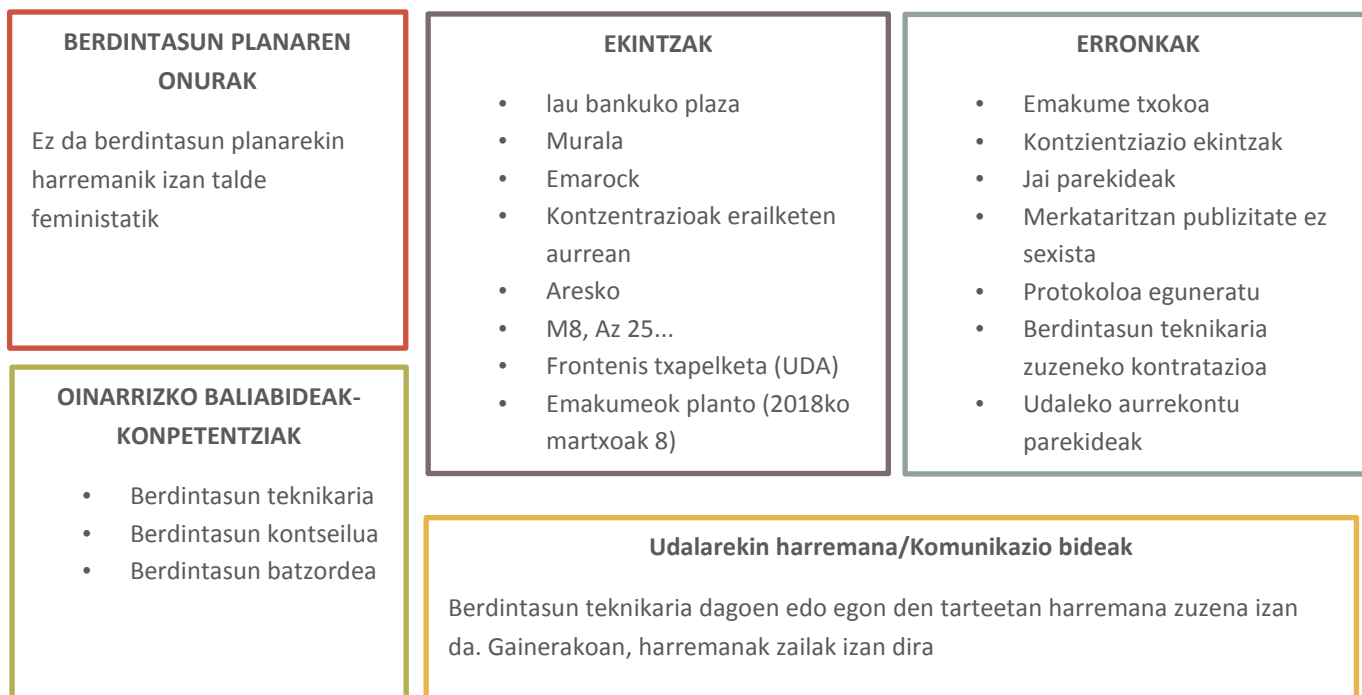 BERDINTASUN PLANAREN
ONURAK
Ez da berdintasun planarekin
harremanik izan talde
feministatik
OINARRIZKO BALIABIDEAK-
KONPETENTZIAK
• Berdintasun teknikaria
• Berdintasun kontseilua
• Berdintasun batzordea
EKINTZAK
• lau bankuko plaza
• Murala
• Emarock
• Kontzentrazioak erailketen
aurrean
• Aresko
• M8, Az 25...
• Frontenis txapelketa (UDA)
• Emakumeok planto (2018ko
martxoak 8)
ERRONKAK
• Emakume txokoa
• Kontzientziazio ekintzak
• Jai parekideak
• Merkataritzan publizitate ez
sexista
• Protokoloa eguneratu
• Berdintasun teknikaria
zuzeneko kontratazioa
• Udaleko aurrekontu
parekideak
Udalarekin harremana/Komunikazio bideak
Berdintasun teknikaria dagoen edo egon den tarteetan harremana zuzena izan
da. Gainerakoan, harremanak zailak izan dira